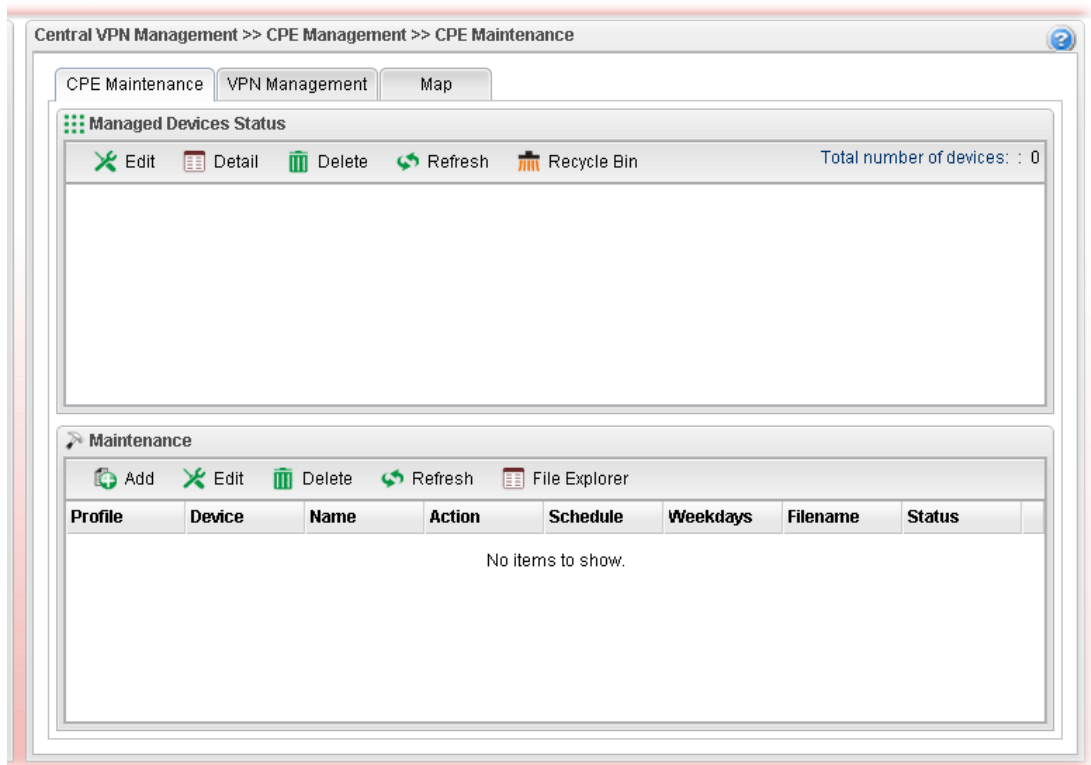 Central VPN Management >> CPE Management >> CPE Maintenance
CPE Maintenance VPN Management Map
Managed Devices Status
Edit Detail Delete Refresh Recycle Bin Total number of devices: : 0
Maintenance
Add Edit Delete Refresh File Explorer
Profile Device Name Action Schedule Weekdays Filename Status
No items to show.